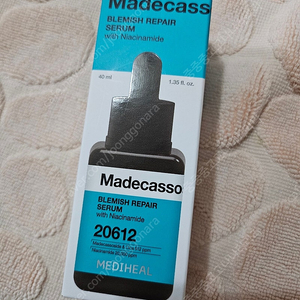 Madecass
BLEMISH REPAIR
SERUM
with Niacinamide
40 ml
1.35 fl. oz.
Madecasso
BLEMISH REPAIR
SERUM
with Niacinamide
20612
MEDIHEAL